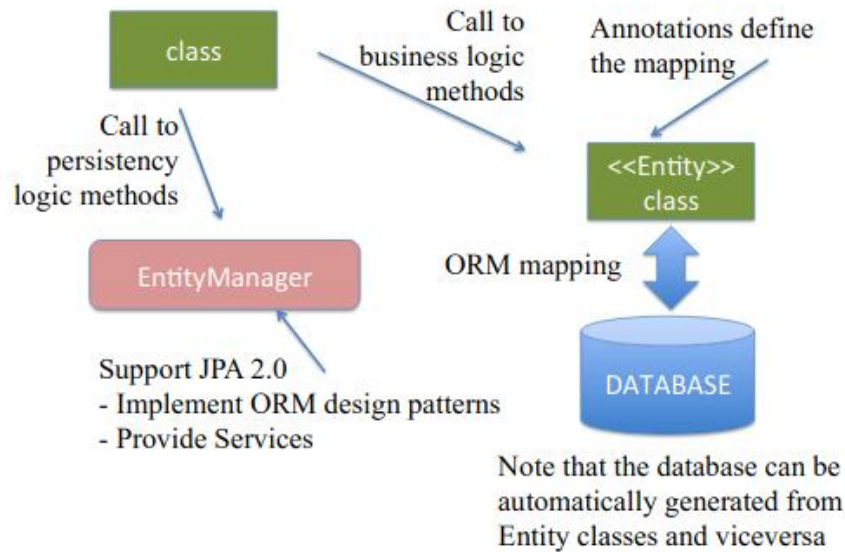 class
Call to
business logic
methods
Annotations define
the mapping
Call to
persistency
logic methods
<<Entity>>
class
EntityManager
ORM mapping
Support JPA 2.0
- Implement ORM design patterns
- Provide Services
DATABASE
Note that the database can be
automatically generated from
Entity classes and viceversa